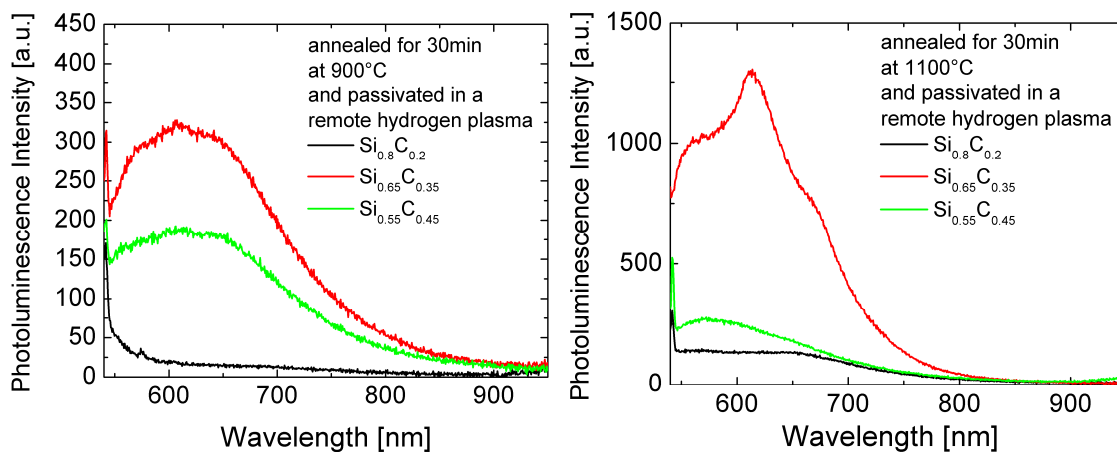 450
400
350
300
250
200
150
100
50
0
Photoluminescence Intensity [a.u.]
annealed for 30min
at 900°C
and passivated in a
remote hydrogen plasma
Si0.8C0.2
Si0.65C0.35
Si0.55C0.45
600 700 800 900
Wavelength [nm]
1500
1000
500
0
Photoluminescence Intensity [a.u.]
annealed for 30min
at 1100°C
and passivated in a
remote hydrogen plasma
Si0.8C0.2
Si0.65C0.35
Si0.55C0.45
600 700 800 900
Wavelength [nm]